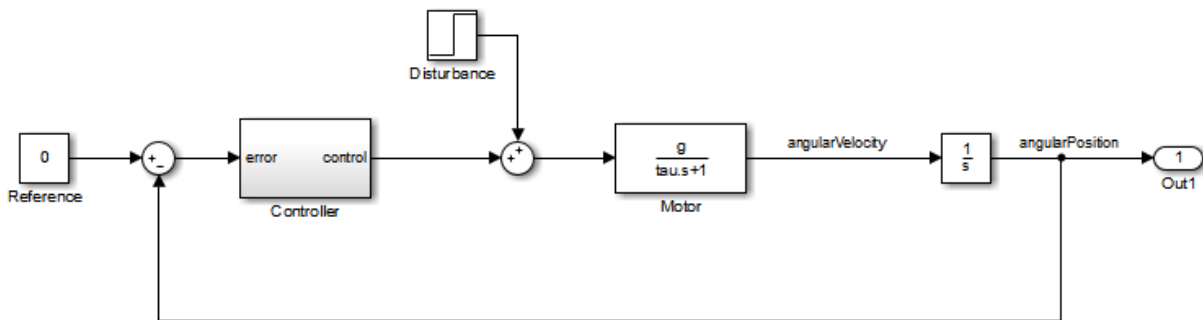 Disturbance
0
Reference
+
−
error
control
Controller
+
+
g
tau.s+1
Motor
angularVelocity
1
s
angularPosition
1
Out1